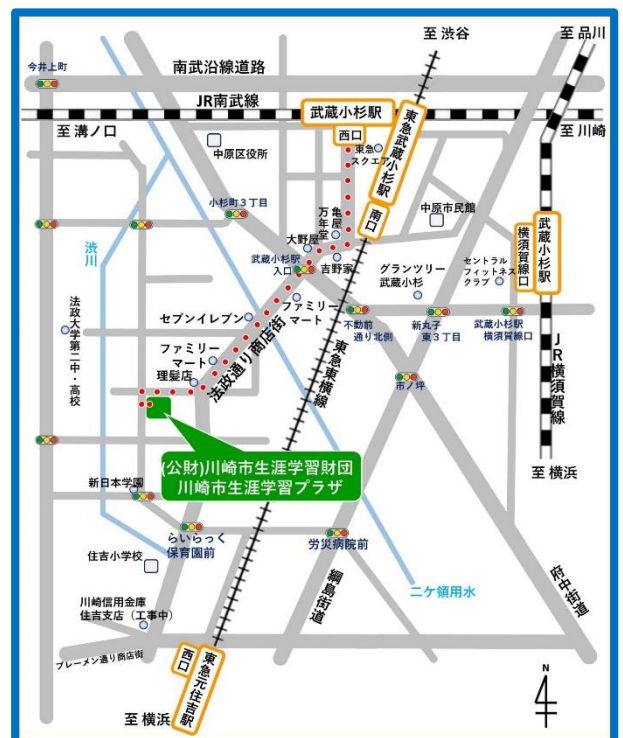 至 渋谷
至 品川
今井上町
南武沿線道路
JR南武線
武蔵小杉駅
西口
東急武蔵小杉駅
至 溝ノ口
至 川崎
中原区役所
東急
スクエア
小杉町3丁目
亀屋
万年堂
南口
中原市民館
武蔵小杉駅
横須賀線口
渋川
大野屋
武蔵小杉駅
入口
吉野家
グランツリー
武蔵小杉
セントラル
フィットネス
クラブ
法政大学第二中・高校
セブンイレブン
ファミリー
マート
不動前
通り北側
新丸子
東3丁目
武蔵小杉駅
横須賀線口
ファミリー
マート
理髪店
法政通り商店街
東急東横線
市ノ坪
JR横須賀線
(公財)川崎市生涯学習財団
川崎市生涯学習プラザ
至 横浜
新日本学園
らいらっく
保育園前
労災病院前
住吉小学校
綱島街道
二ケ領用水
府中街道
川崎信用金庫
住吉支店（工事中）
ブレーメン通り商店街
西口
東急元住吉駅
至 横浜
N